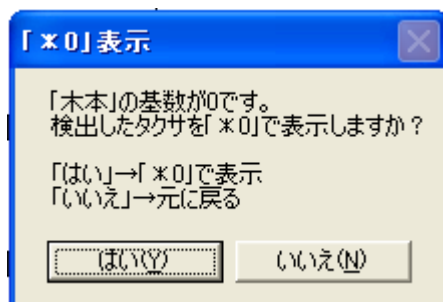 「*0」表示
「木本」の基数が0です。
検出したタクサを「*0」で表示しますか？
「はい」→「*0」で表示
「いいえ」→元に戻る
はい(Y) いいえ(N)